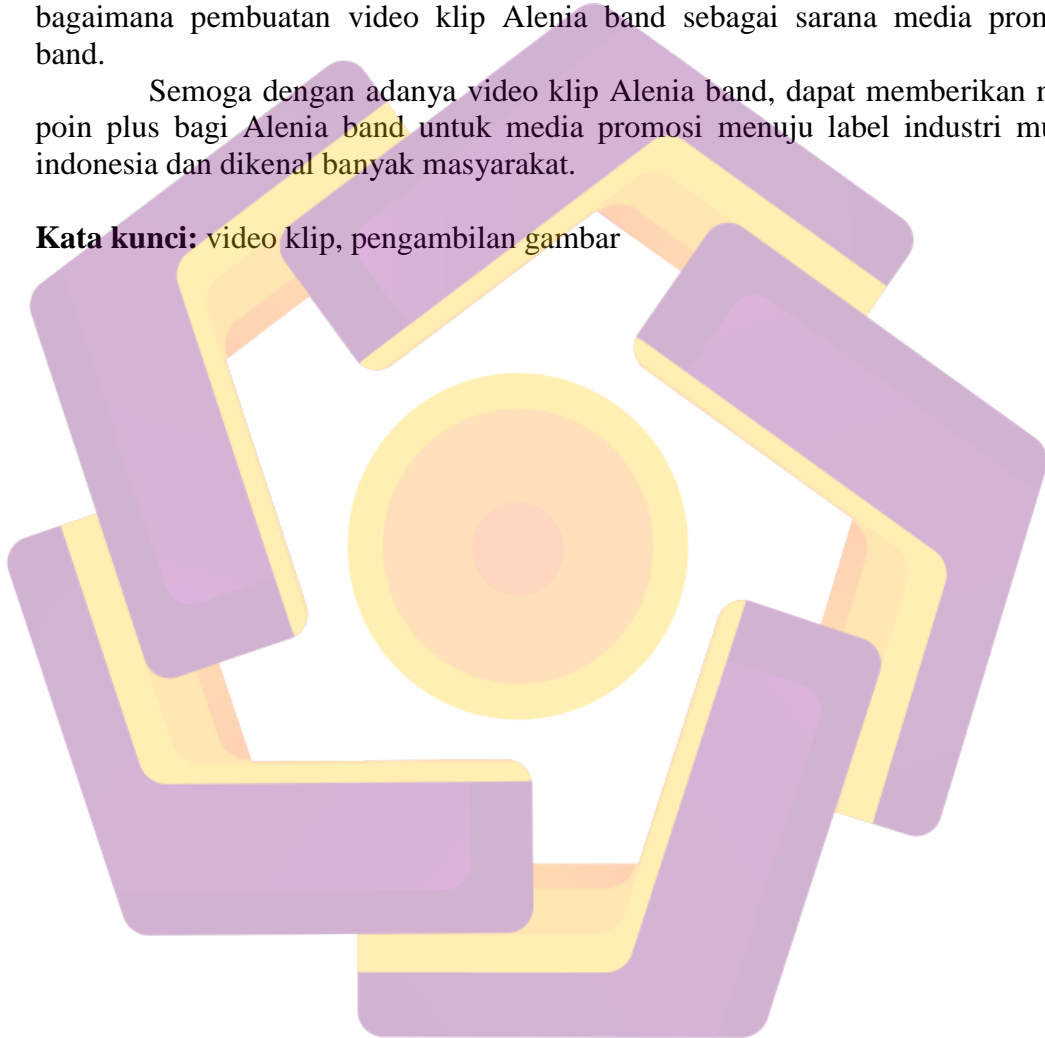 bagaimana pembuatan video klip Alenia band sebagai sarana media prom
band.
Semoga dengan adanya video klip Alenia band, dapat memberikan n
poin plus bagi Alenia band untuk media promosi menuju label industri mu
indonesia dan dikenal banyak masyarakat.
Kata kunci: video klip, pengambilan gambar